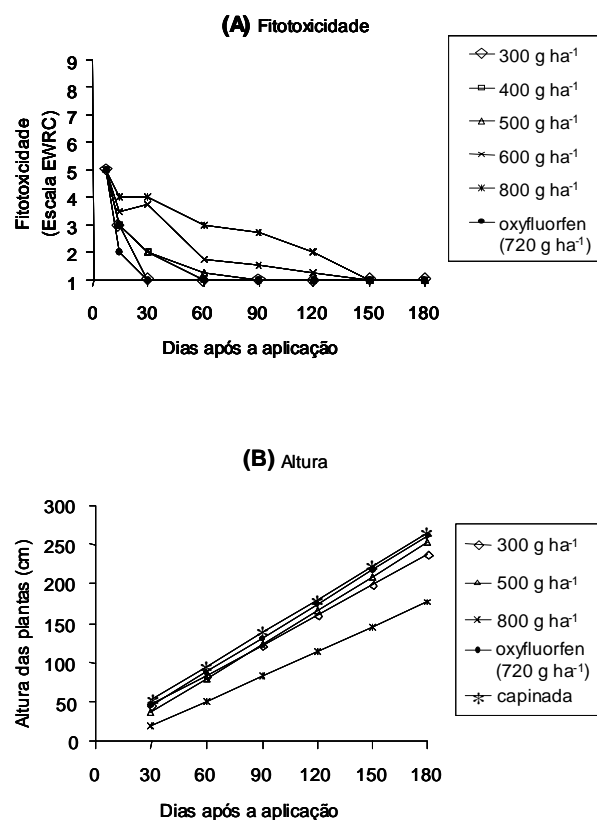 (A) Fitotoxicidade
9
8
7
6
5
4
3
2
1
Fitotoxicidade
(Escala EWRC)
0 30 60 90 120 150 180
Dias após a aplicação
300 g ha-¹
400 g ha-¹
500 g ha-¹
600 g ha-¹
800 g ha-¹
oxyfluorfen
(720 g ha-¹)
(B) Altura
300
250
200
150
100
50
0
Altura das plantas (cm)
0 30 60 90 120 150 180
Dias após a aplicação
300 g ha-¹
500 g ha-¹
800 g ha-¹
oxyfluorfen
(720 g ha-¹)
capinada